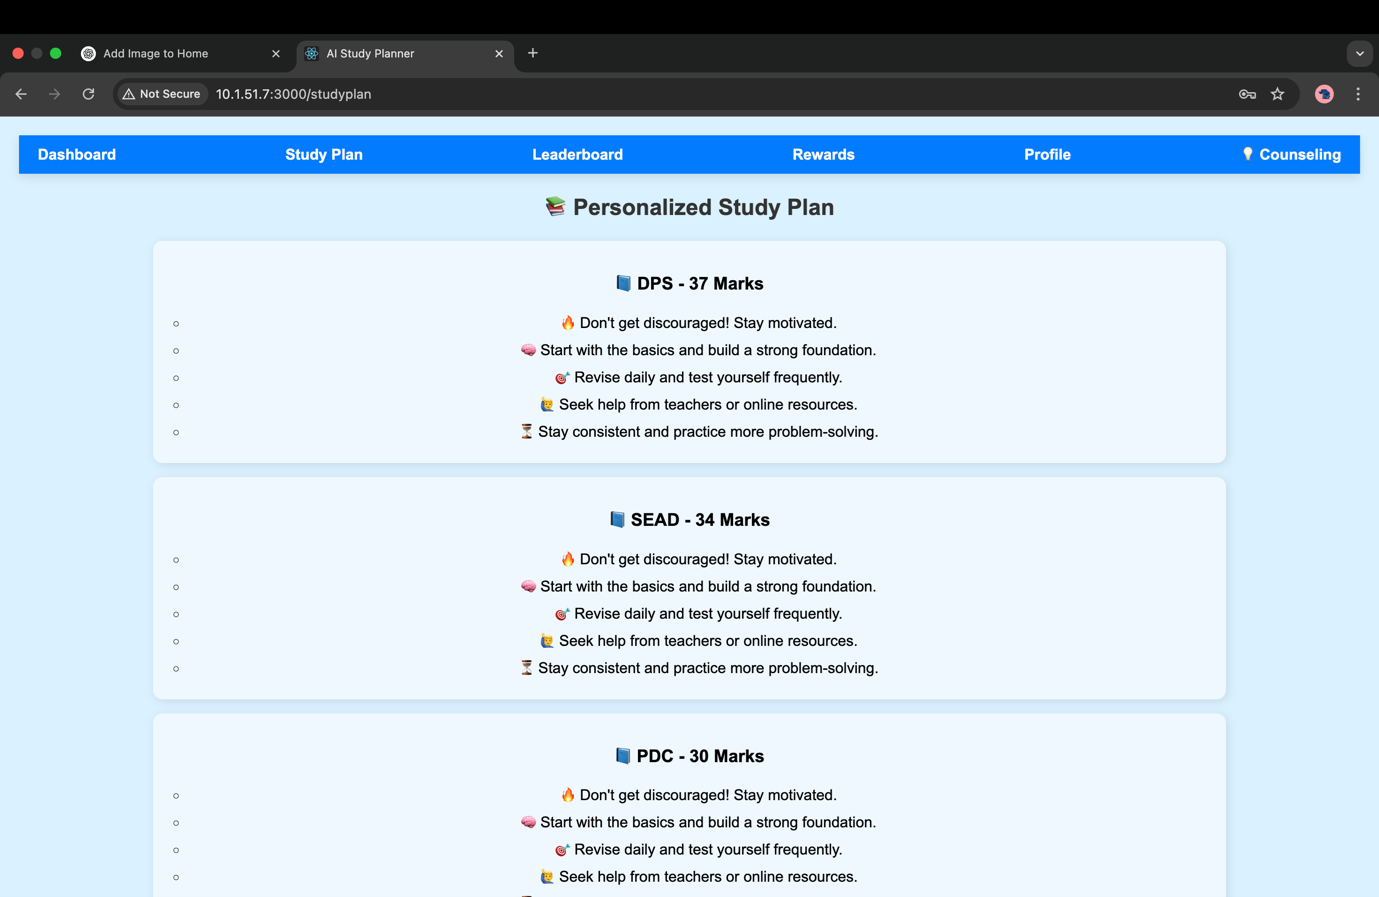 Add Image to Home
AI Study Planner
Not Secure 10.1.51.7:3000/studyplan
Dashboard Study Plan Leaderboard Rewards Profile 💡 Counseling
📚 Personalized Study Plan
📘 DPS - 37 Marks
🔥 Don't get discouraged! Stay motivated.
🧠 Start with the basics and build a strong foundation.
🎯 Revise daily and test yourself frequently.
🙋 Seek help from teachers or online resources.
⏳ Stay consistent and practice more problem-solving.
📘 SEAD - 34 Marks
🔥 Don't get discouraged! Stay motivated.
🧠 Start with the basics and build a strong foundation.
🎯 Revise daily and test yourself frequently.
🙋 Seek help from teachers or online resources.
⏳ Stay consistent and practice more problem-solving.
📘 PDC - 30 Marks
🔥 Don't get discouraged! Stay motivated.
🧠 Start with the basics and build a strong foundation.
🎯 Revise daily and test yourself frequently.
🙋 Seek help from teachers or online resources.